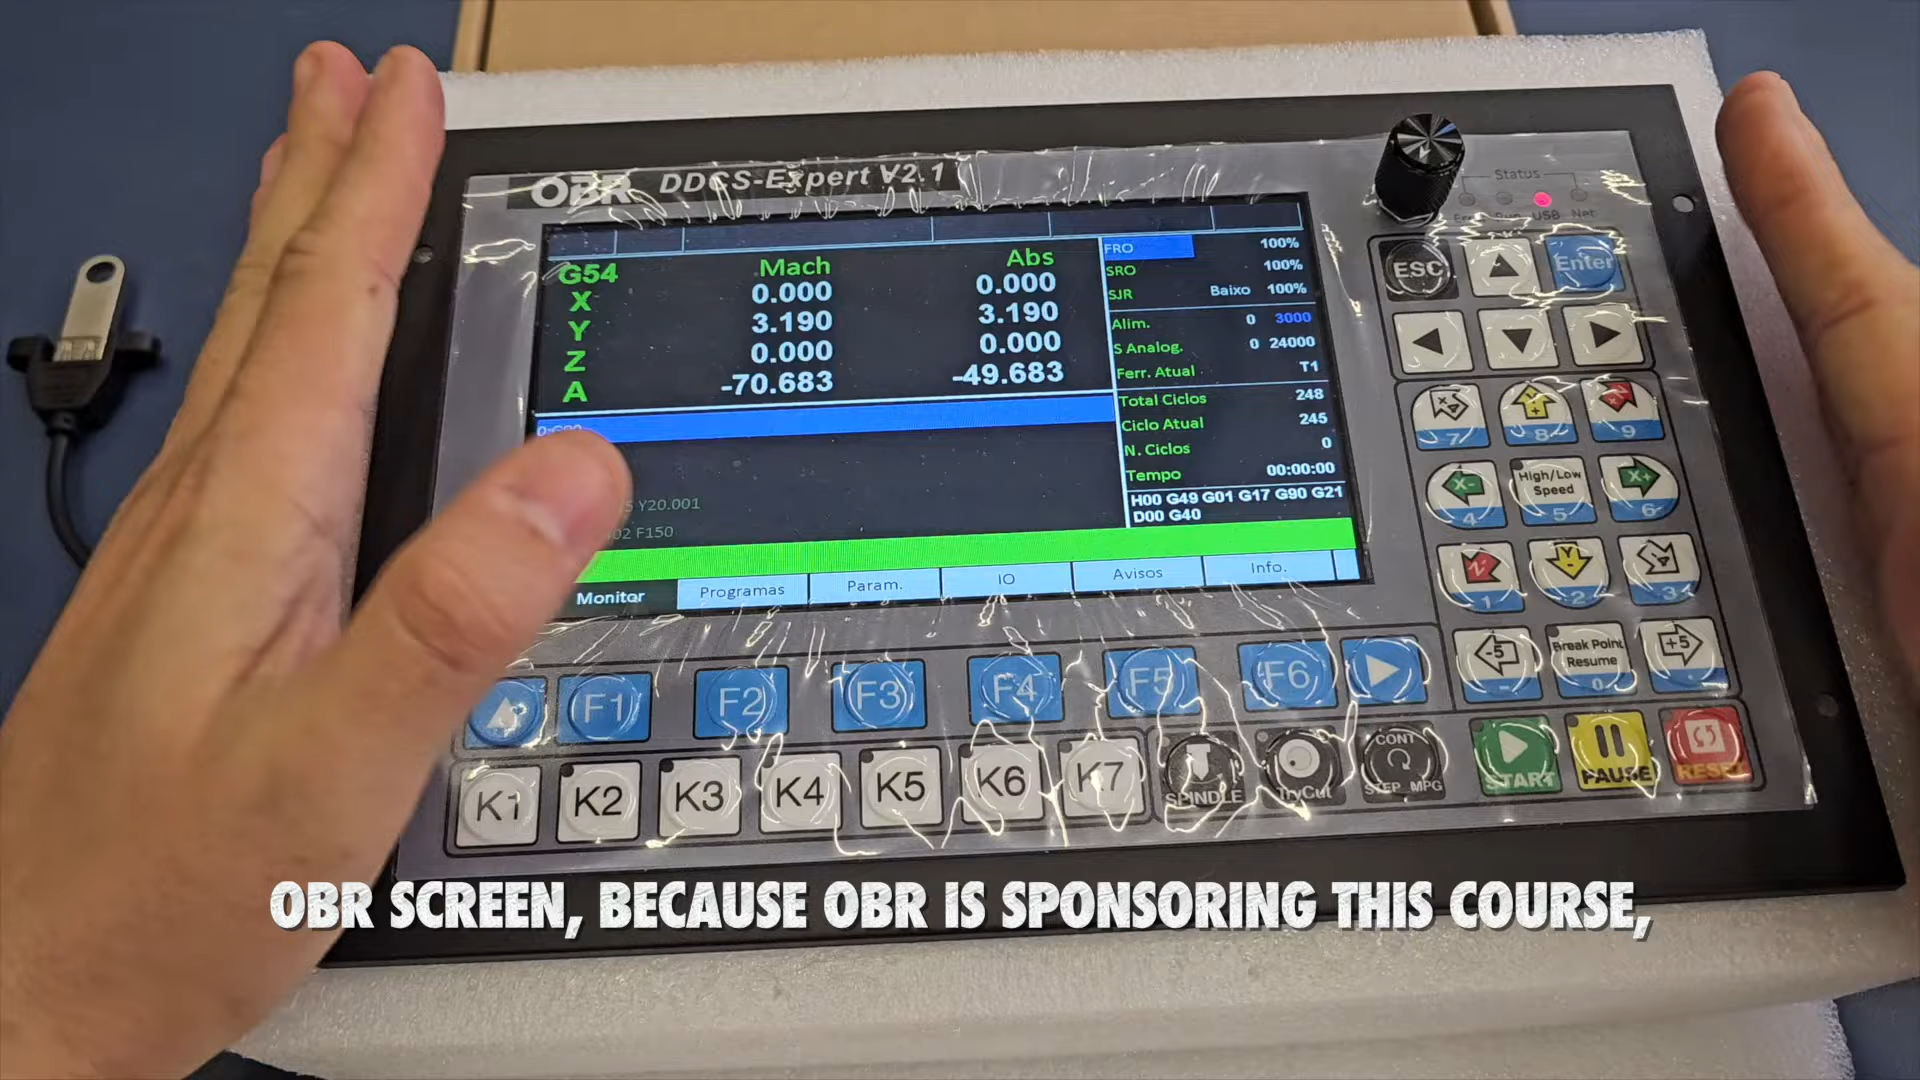 OBR DDCS-Expert V2.1
Status
Run USB Net
G54 Mach Abs
X 0.000 0.000
Y 3.190 3.190
Z 0.000 0.000
A -70.683 -49.683
FRO 100%
SRO 100%
SJR Baixo 100%
Alim. 0 3000
S Analog. 0 24000
Ferr. Atual T1
Total Ciclos 248
Ciclo Atual 245
N. Ciclos 0
Tempo 00:00:00
H00 G49 G01 G17 G90 G21
D00 G40
Y20.001
F150
Monitor Programas Param. IO Avisos Info.
ESC Enter
7 8 9
X- High/Low Speed X+
4 5 6
Z- Y-
1 2 3
-5 Break Point Resume +5
- 0 .
F1 F2 F3 F4 F5 F6
K1 K2 K3 K4 K5 K6 K7 SPINDLE TryCut CONT STEP MPG START PAUSE RESET
OBR SCREEN, BECAUSE OBR IS SPONSORING THIS COURSE,